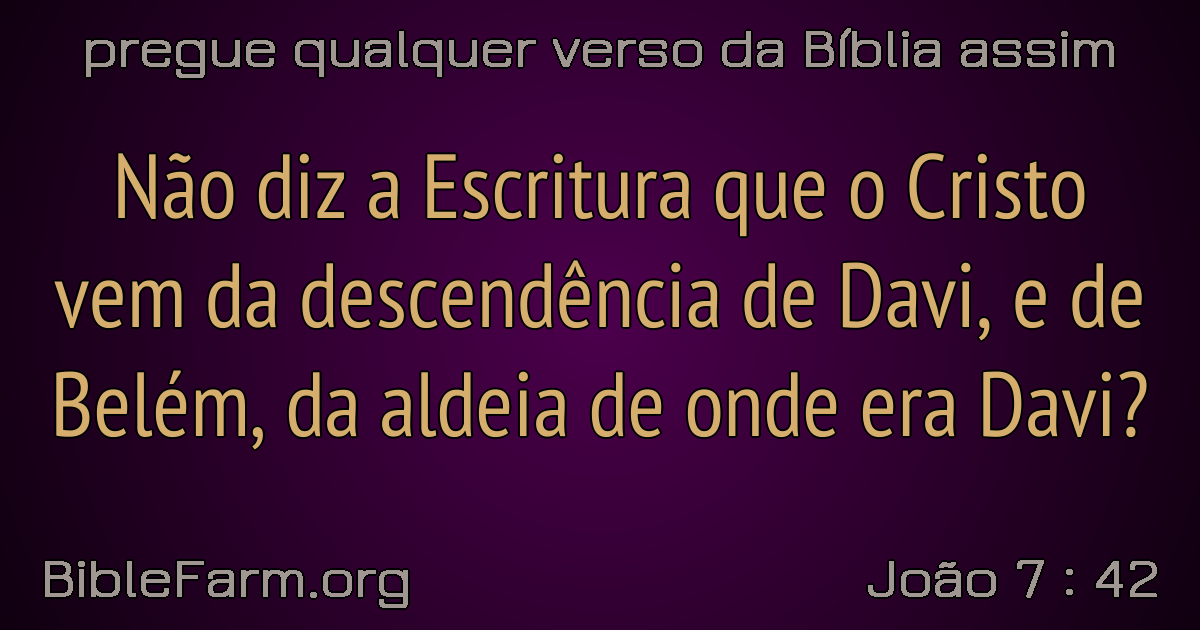 pregue qualquer verso da Bíblia assim
Não diz a Escritura que o Cristo
vem da descendência de Davi, e de
Belém, da aldeia de onde era Davi?
BibleFarm.org
João 7 : 42